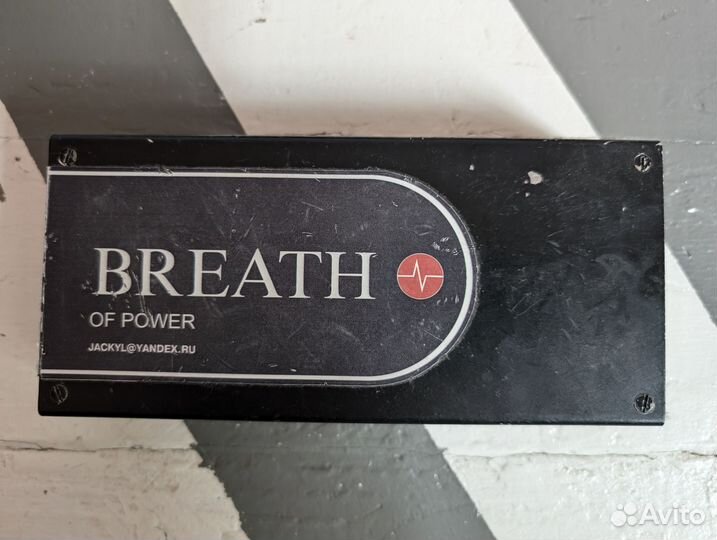 BREATH
OF POWER
JACKYL@YANDEX.RU
Avito